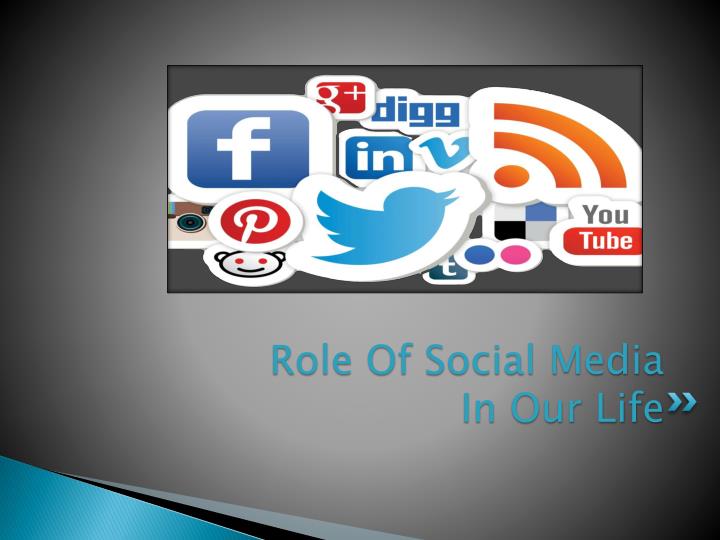 g+
digg
f
in
v
You
Tube
t
Role Of Social Media
In Our Life